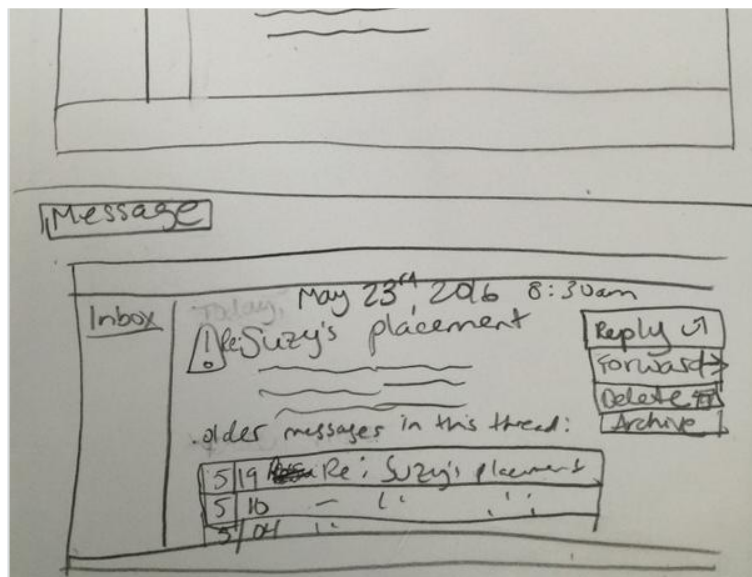 Message
Inbox
Today,
May 23rd, 2016 8:30am
! Re: Suzy's placement
Reply
Forward
Delete
Archive
older messages in this thread:
5/19 Re: Suzy's placement
5 10 — " "
5/04 "